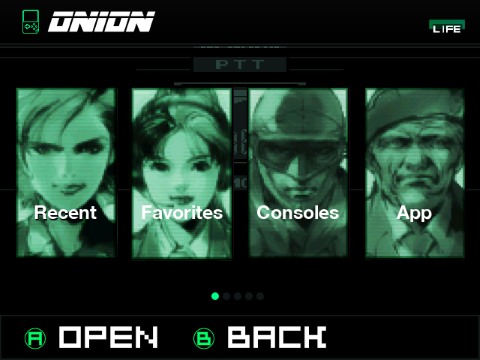 ONION
LIFE
PTT
Recent
Favorites
Consoles
App
A OPEN B BACK